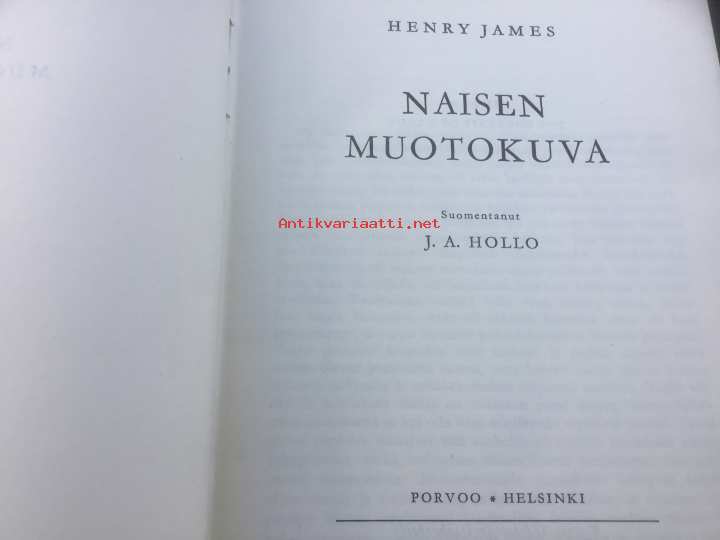 HENRY JAMES
NAISEN
MUOTOKUVA
Suomentanut
Antikvariaatti.net
J. A. HOLLO
PORVOO * HELSINKI